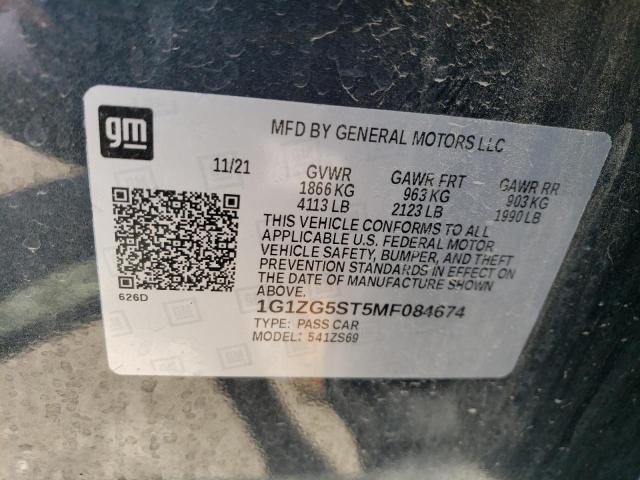 gm
MFD BY GENERAL MOTORS LLC
11/21 GVWR GAWR FRT GAWR RR
1866 KG 963 KG 903 KG
4113 LB 2123 LB 1990 LB
THIS VEHICLE CONFORMS TO ALL
APPLICABLE U.S. FEDERAL MOTOR
VEHICLE SAFETY, BUMPER, AND THEFT
PREVENTION STANDARDS IN EFFECT ON
THE DATE OF MANUFACTURE SHOWN
ABOVE.
626D
1G1ZG5ST5MF084674
TYPE: PASS CAR
MODEL: 541ZS69